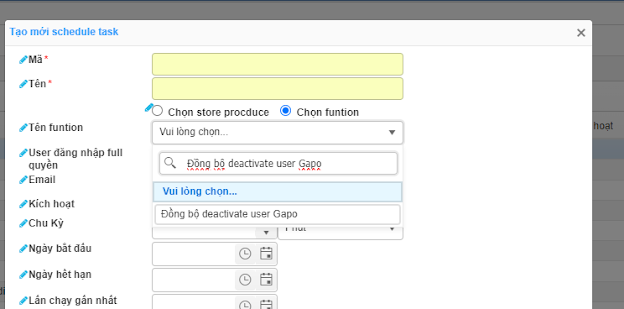 Tạo mới schedule task
Mã *
Tên *
Chọn store procduce Chọn funtion
Tên funtion Vui lòng chọn...
User đăng nhập full quyền
Đồng bộ deactivate user Gapo
Email
Vui lòng chọn...
Kích hoạt
Đồng bộ deactivate user Gapo
Chu Kỳ
Phút
Ngày bắt đầu
Ngày hết hạn
Lần chạy gần nhất
hoạt